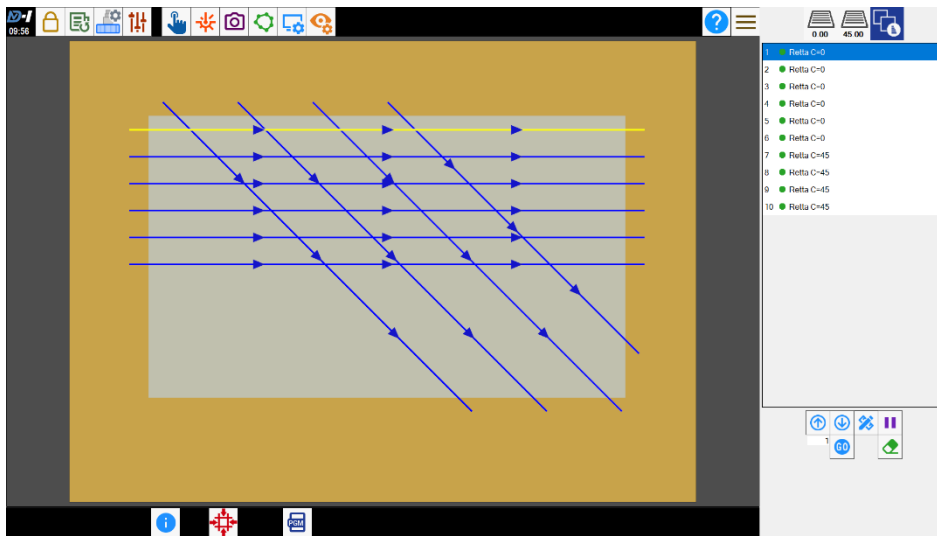 09:56
?
0.00 45.00
1 Retta C=0
2 Retta C=0
3 Retta C=0
4 Retta C=0
5 Retta C=0
6 Retta C=0
7 Retta C=45
8 Retta C=45
9 Retta C=45
10 Retta C=45
1
GO
i
PGM